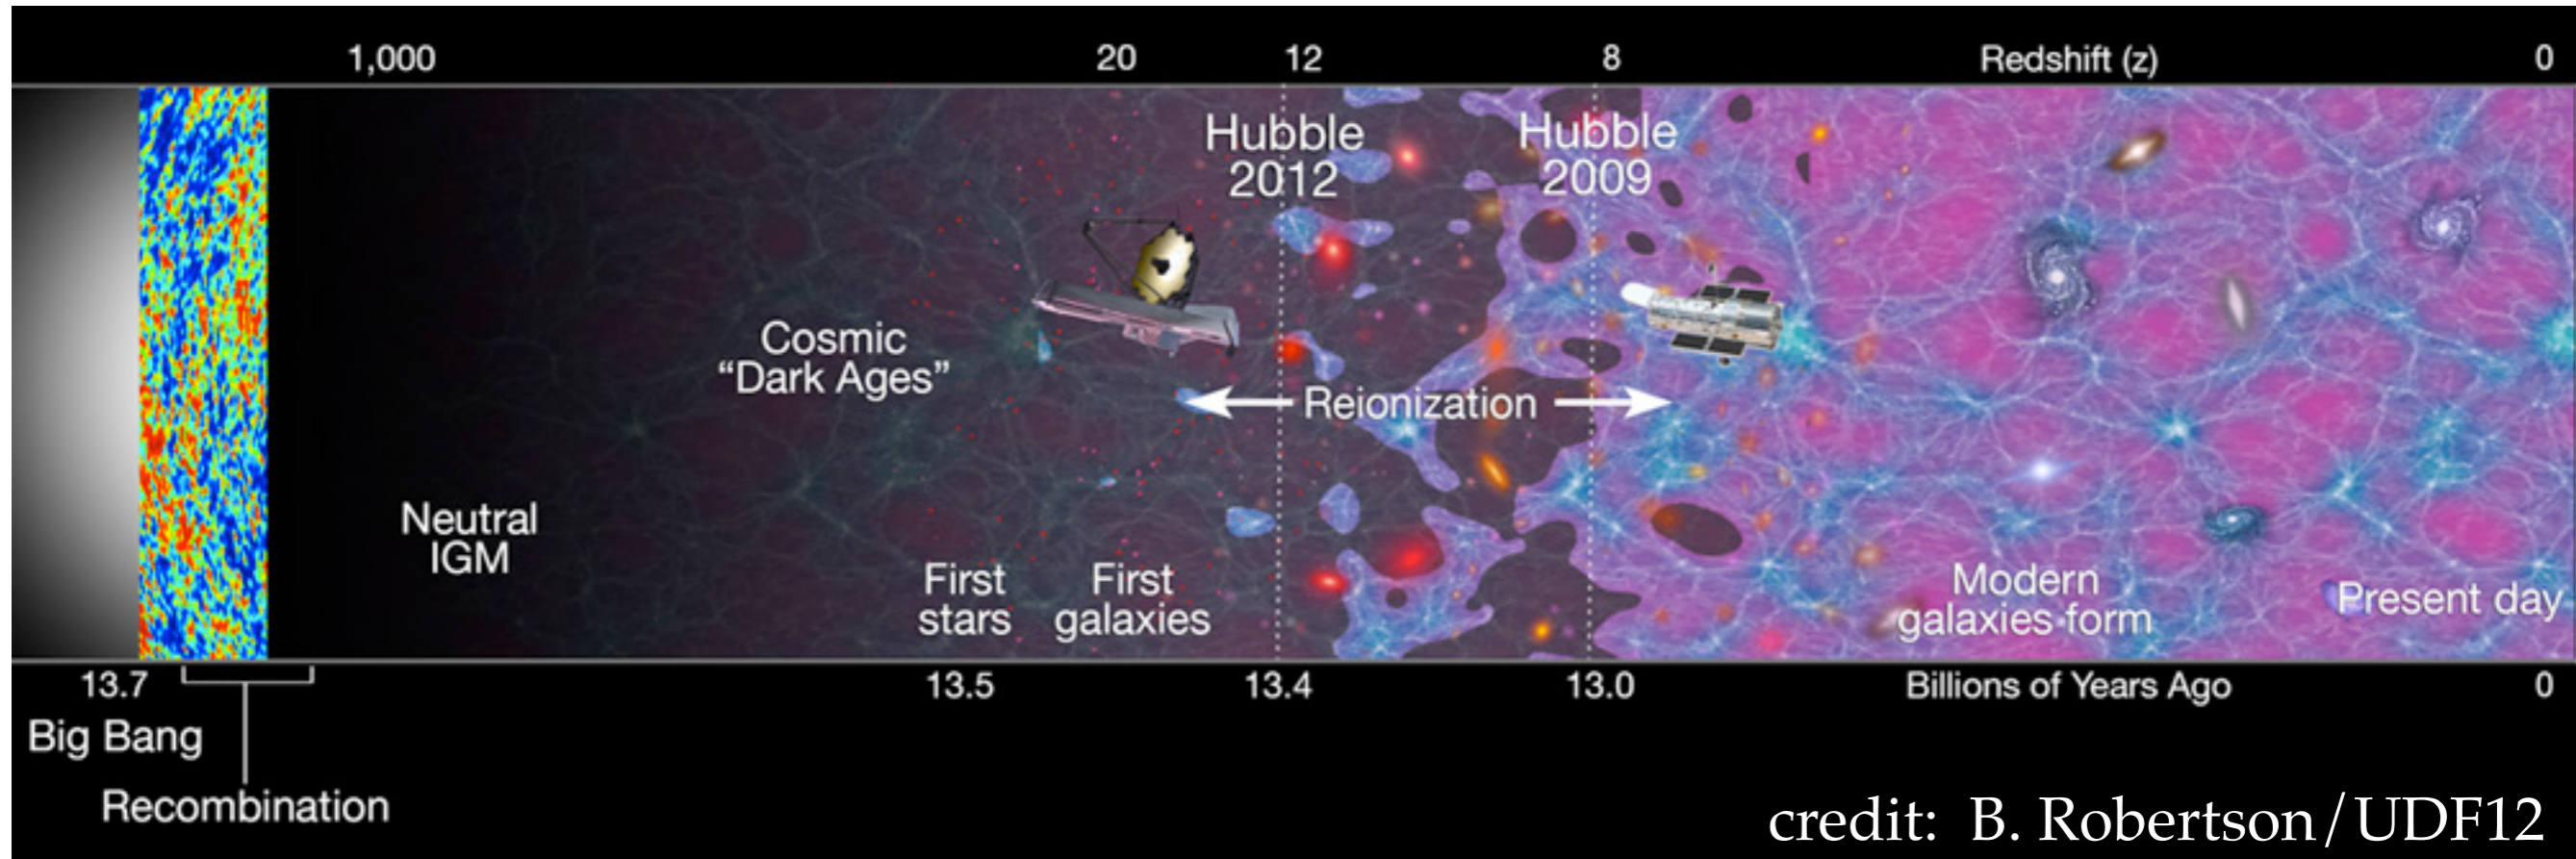 1,000 20 12 8 Redshift (z) 0
Hubble
2012
Hubble
2009
Cosmic
“Dark Ages”
Reionization
Neutral
IGM
First
stars
First
galaxies
Modern
galaxies form
Present day
13.7 13.5 13.4 13.0 Billions of Years Ago 0
Big Bang
Recombination
credit: B. Robertson/UDF12